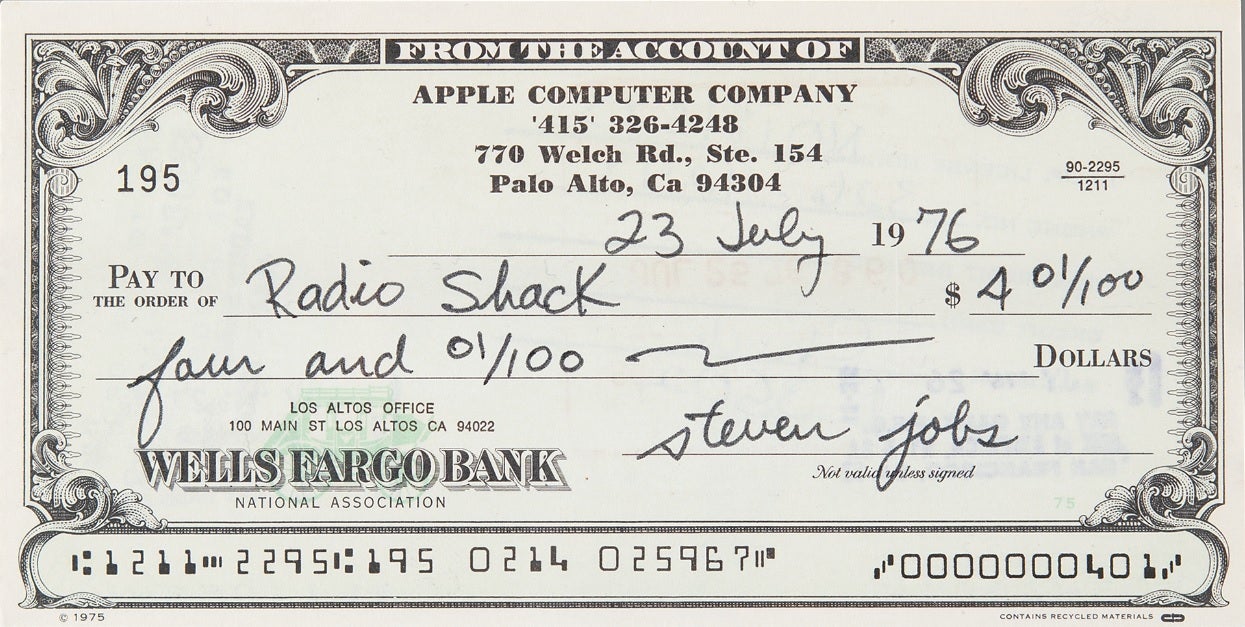 FROM THE ACCOUNT OF
APPLE COMPUTER COMPANY
'415' 326-4248
770 Welch Rd., Ste. 154
Palo Alto, Ca 94304
195
90-2295
1211
23 July 1976
PAY TO
THE ORDER OF Radio Shack $ 4 01/100
four and 01/100 DOLLARS
LOS ALTOS OFFICE
100 MAIN ST LOS ALTOS CA 94022
WELLS FARGO BANK
NATIONAL ASSOCIATION
steven jobs
Not valid unless signed
75
⑆1211⑉2295⑆195 0214 025967⑈ ⑇0000000401⑇
© 1975
CONTAINS RECYCLED MATERIALS